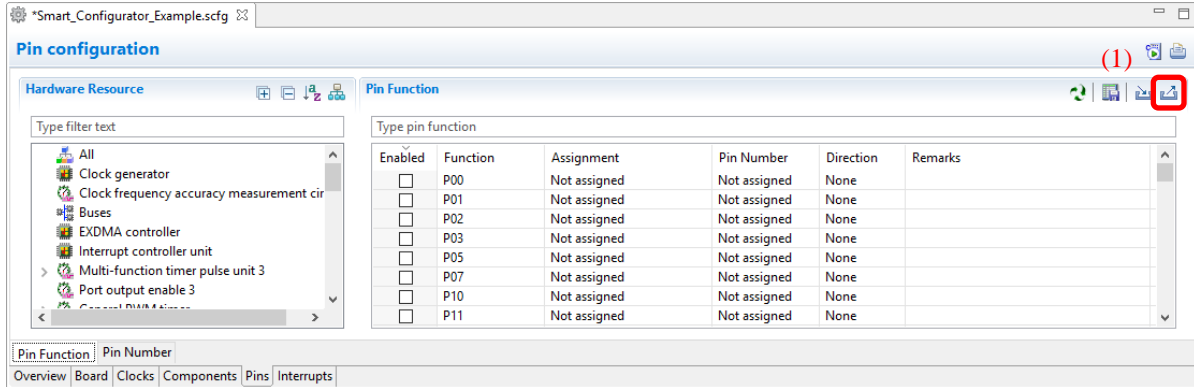 *Smart_Configurator_Example.scfg
Pin configuration
(1)
Hardware Resource
Type filter text
All
Clock generator
Clock frequency accuracy measurement cir
Buses
EXDMA controller
Interrupt controller unit
Multi-function timer pulse unit 3
Port output enable 3
General PWM timer
Pin Function
Type pin function
Enabled Function Assignment Pin Number Direction Remarks
P00 Not assigned Not assigned None
P01 Not assigned Not assigned None
P02 Not assigned Not assigned None
P03 Not assigned Not assigned None
P05 Not assigned Not assigned None
P07 Not assigned Not assigned None
P10 Not assigned Not assigned None
P11 Not assigned Not assigned None
Pin Function Pin Number
Overview Board Clocks Components Pins Interrupts